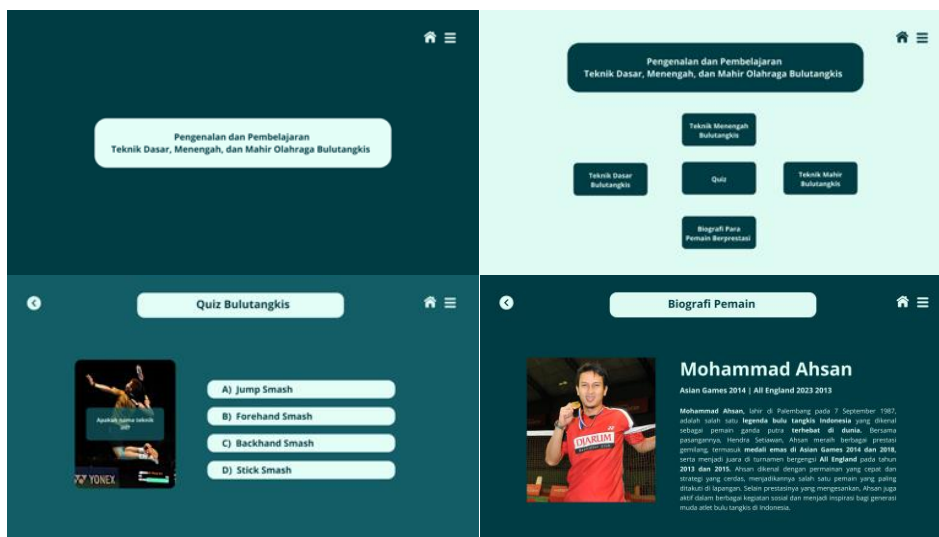 Pengenalan dan Pembelajaran
Teknik Dasar, Menengah, dan Mahir Olahraga Bulutangkis
Pengenalan dan Pembelajaran
Teknik Dasar, Menengah, dan Mahir Olahraga Bulutangkis
Teknik Menengah
Bulutangkis
Teknik Dasar
Bulutangkis
Quiz
Teknik Mahir
Bulutangkis
Biografi Para
Pemain Berprestasi
Quiz Bulutangkis
Apakah nama teknik
ini?
YONEX
A) Jump Smash
B) Forehand Smash
C) Backhand Smash
D) Stick Smash
Biografi Pemain
DJARUM
Mohammad Ahsan
Asian Games 2014 | All England 2023 2013
Mohammad Ahsan, lahir di Palembang pada 7 September 1987,
adalah salah satu legenda bulu tangkis Indonesia yang dikenal
sebagai pemain ganda putra terhebat di dunia. Bersama
pasangannya, Hendra Setiawan, Ahsan meraih berbagai prestasi
gemilang, termasuk medali emas di Asian Games 2014 dan 2018,
serta menjadi juara di turnamen bergengsi All England pada tahun
2013 dan 2015. Ahsan dikenal dengan permainan yang cepat dan
strategi yang cerdas, menjadikannya salah satu pemain yang paling
ditakuti di lapangan. Selain prestasinya yang mengesankan, Ahsan juga
aktif dalam berbagai kegiatan sosial dan menjadi inspirasi bagi generasi
muda atlet bulu tangkis di Indonesia.